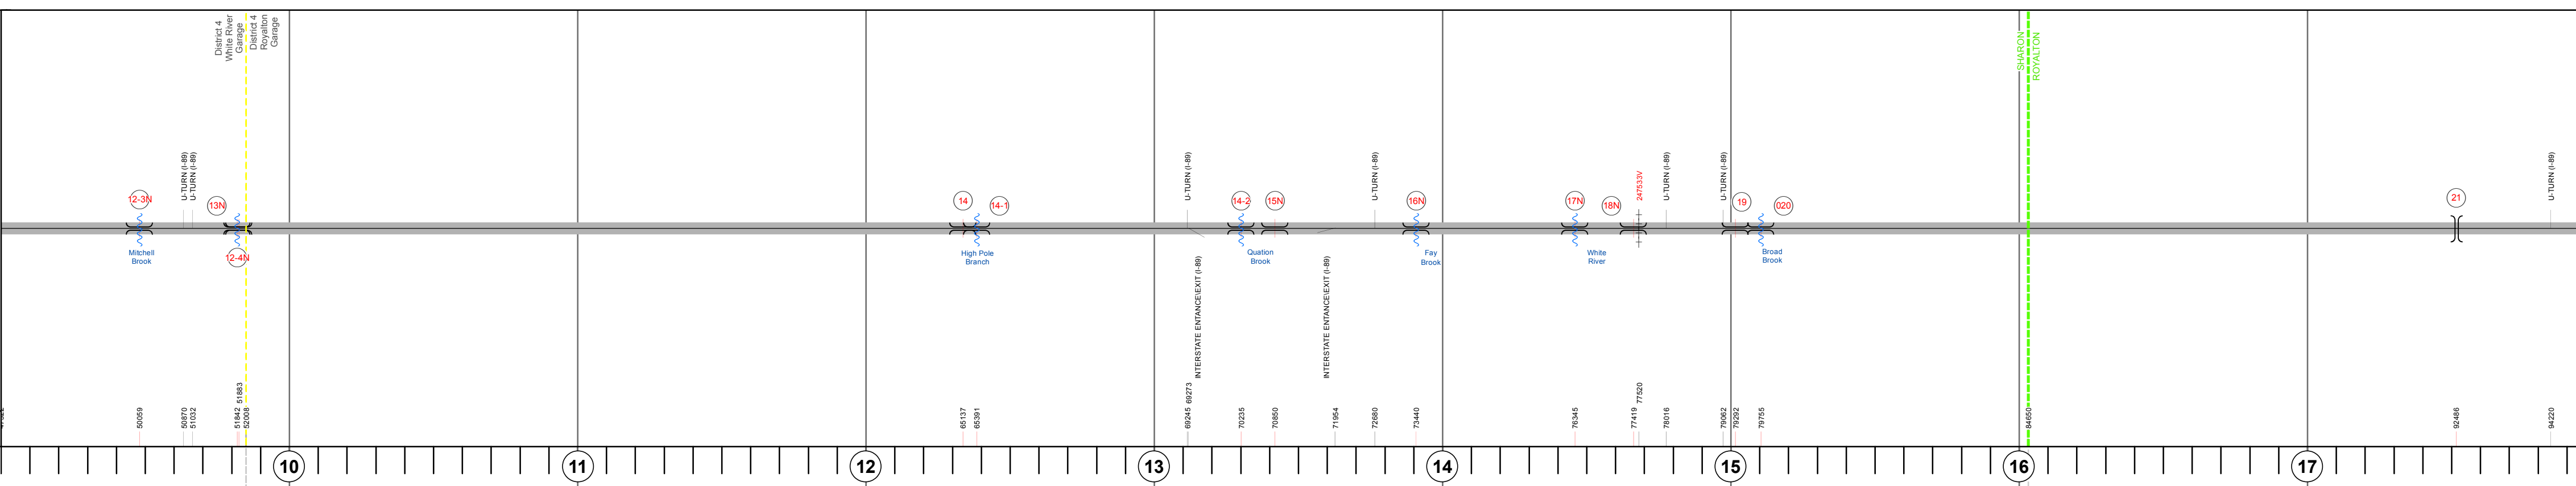 District 4
White River
Garage
District 4
Royalton
Garage
SHARON
ROYALTON
U-TURN (I-89)
U-TURN (I-89)
U-TURN (I-89)
U-TURN (I-89)
247533V
U-TURN (I-89)
U-TURN (I-89)
U-TURN (I-89)
12-3N
13N
12-4N
14
14-1
14-2
15N
16N
17N
18N
19
020
21
Mitchell
Brook
High Pole
Branch
Quation
Brook
Fay
Brook
White
River
Broad
Brook
INTERSTATE ENTANCE\EXIT (I-89)
INTERSTATE ENTANCE\EXIT (I-89)
50059
50870
51032
51842 51883
52008
65137
65391
69245 69273
70235
70850
71954
72680
73440
76345
77419 77520
78016
79062
79292
79755
84650
92486
94220
10
11
12
13
14
15
16
17